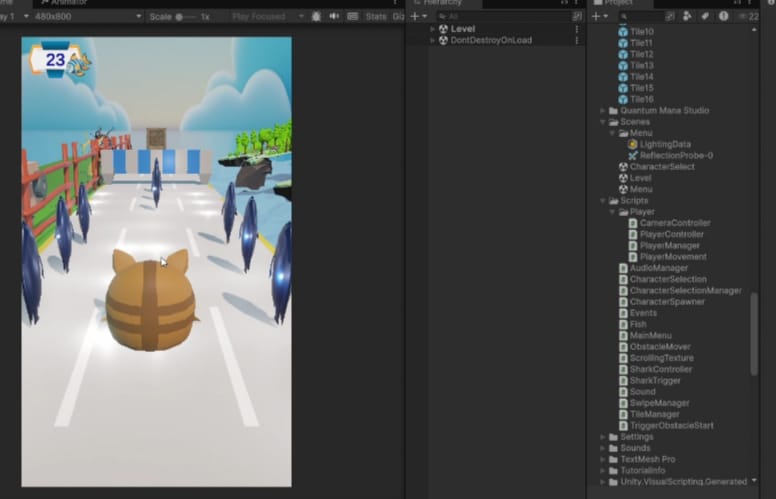 Animator
Hierarchy
Project
480x800
Scale
1x
Play Focused
Stats
Giz
All
22
23
Level
DontDestroyOnLoad
Tile10
Tile11
Tile12
Tile13
Tile14
Tile15
Tile16
Quantum Mana Studio
Scenes
Menu
LightingData
ReflectionProbe-0
CharacterSelect
Level
Menu
Scripts
Player
CameraController
PlayerController
PlayerManager
PlayerMovement
AudioManager
CharacterSelection
CharacterSelectionManager
CharacterSpawner
Events
Fish
MainMenu
ObstacleMover
ScrollingTexture
SharkController
SharkTrigger
Sound
SwipeManager
TileManager
TriggerObstacleStart
Settings
Sounds
TextMesh Pro
TutorialInfo
Unity.VisualScripting.Generated